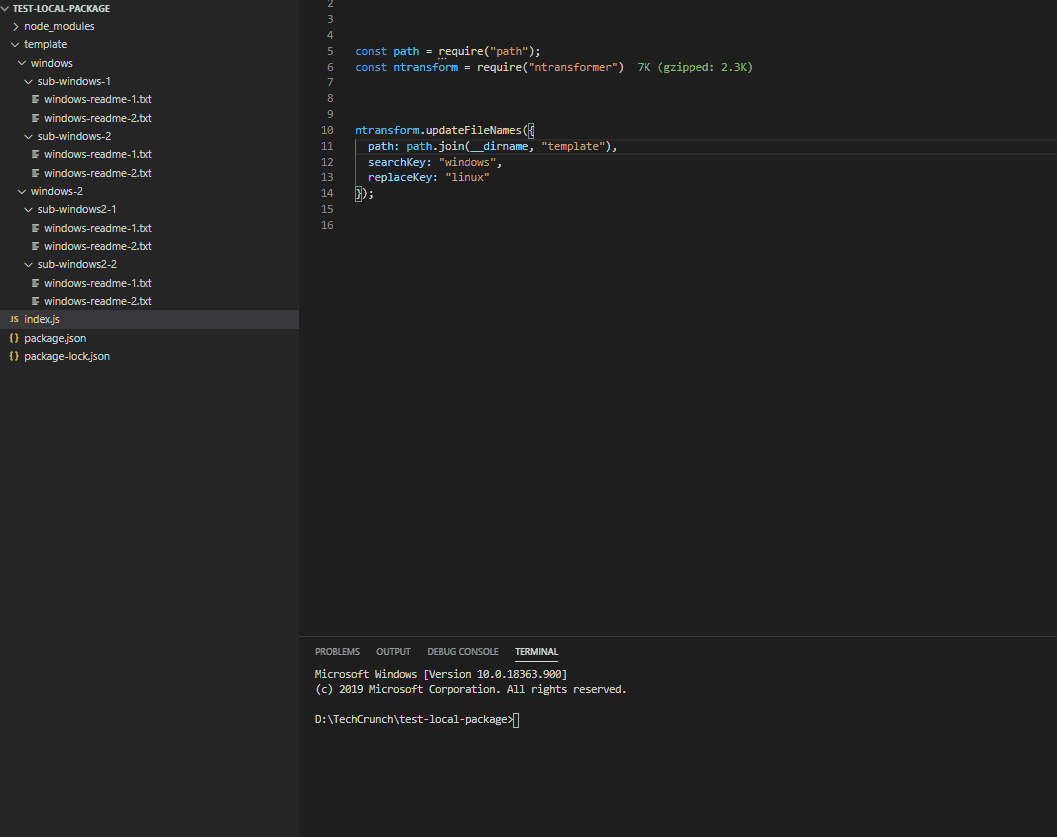 TEST-LOCAL-PACKAGE
node_modules
template
windows
sub-windows-1
windows-readme-1.txt
windows-readme-2.txt
sub-windows-2
windows-readme-1.txt
windows-readme-2.txt
windows-2
sub-windows2-1
windows-readme-1.txt
windows-readme-2.txt
sub-windows2-2
windows-readme-1.txt
windows-readme-2.txt
JS index.js
{} package.json
{} package-lock.json
2
3
4
5 const path = require("path");
6 const ntransform = require("ntransformer") 7K (gzipped: 2.3K)
7
8
9
10 ntransform.updateFileNames({
11 path: path.join(__dirname, "template"),
12 searchKey: "windows",
13 replaceKey: "linux"
14 });
15
16
PROBLEMS OUTPUT DEBUG CONSOLE TERMINAL
Microsoft Windows [Version 10.0.18363.900]
(c) 2019 Microsoft Corporation. All rights reserved.
D:\TechCrunch\test-local-package>